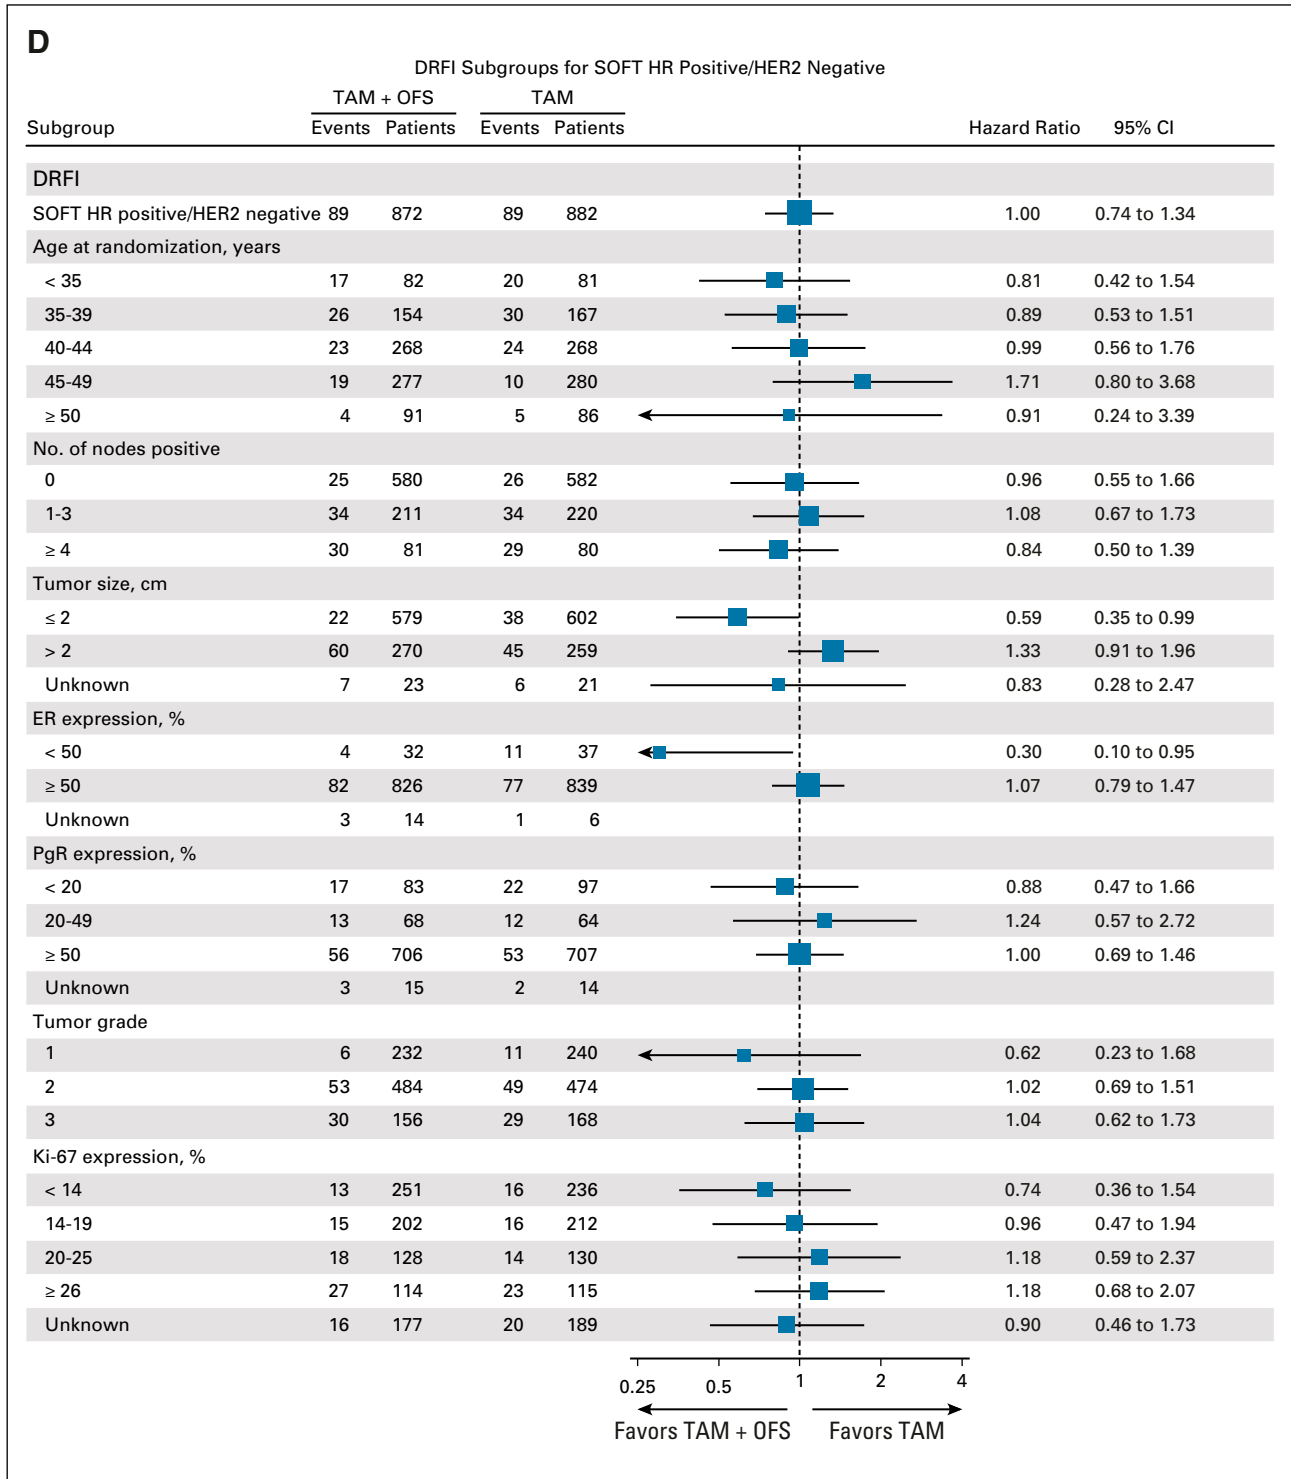 D
DRFI Subgroups for SOFT HR Positive/HER2 Negative
TAM + OFS TAM
Subgroup Events Patients Events Patients Hazard Ratio 95% CI
DRFI
SOFT HR positive/HER2 negative 89 872 89 882 1.00 0.74 to 1.34
Age at randomization, years
< 35 17 82 20 81 0.81 0.42 to 1.54
35-39 26 154 30 167 0.89 0.53 to 1.51
40-44 23 268 24 268 0.99 0.56 to 1.76
45-49 19 277 10 280 1.71 0.80 to 3.68
≥ 50 4 91 5 86 0.91 0.24 to 3.39
No. of nodes positive
0 25 580 26 582 0.96 0.55 to 1.66
1-3 34 211 34 220 1.08 0.67 to 1.73
≥ 4 30 81 29 80 0.84 0.50 to 1.39
Tumor size, cm
≤ 2 22 579 38 602 0.59 0.35 to 0.99
> 2 60 270 45 259 1.33 0.91 to 1.96
Unknown 7 23 6 21 0.83 0.28 to 2.47
ER expression, %
< 50 4 32 11 37 0.30 0.10 to 0.95
≥ 50 82 826 77 839 1.07 0.79 to 1.47
Unknown 3 14 1 6
PgR expression, %
< 20 17 83 22 97 0.88 0.47 to 1.66
20-49 13 68 12 64 1.24 0.57 to 2.72
≥ 50 56 706 53 707 1.00 0.69 to 1.46
Unknown 3 15 2 14
Tumor grade
1 6 232 11 240 0.62 0.23 to 1.68
2 53 484 49 474 1.02 0.69 to 1.51
3 30 156 29 168 1.04 0.62 to 1.73
Ki-67 expression, %
< 14 13 251 16 236 0.74 0.36 to 1.54
14-19 15 202 16 212 0.96 0.47 to 1.94
20-25 18 128 14 130 1.18 0.59 to 2.37
≥ 26 27 114 23 115 1.18 0.68 to 2.07
Unknown 16 177 20 189 0.90 0.46 to 1.73
0.25 0.5 1 2 4
Favors TAM + OFS Favors TAM